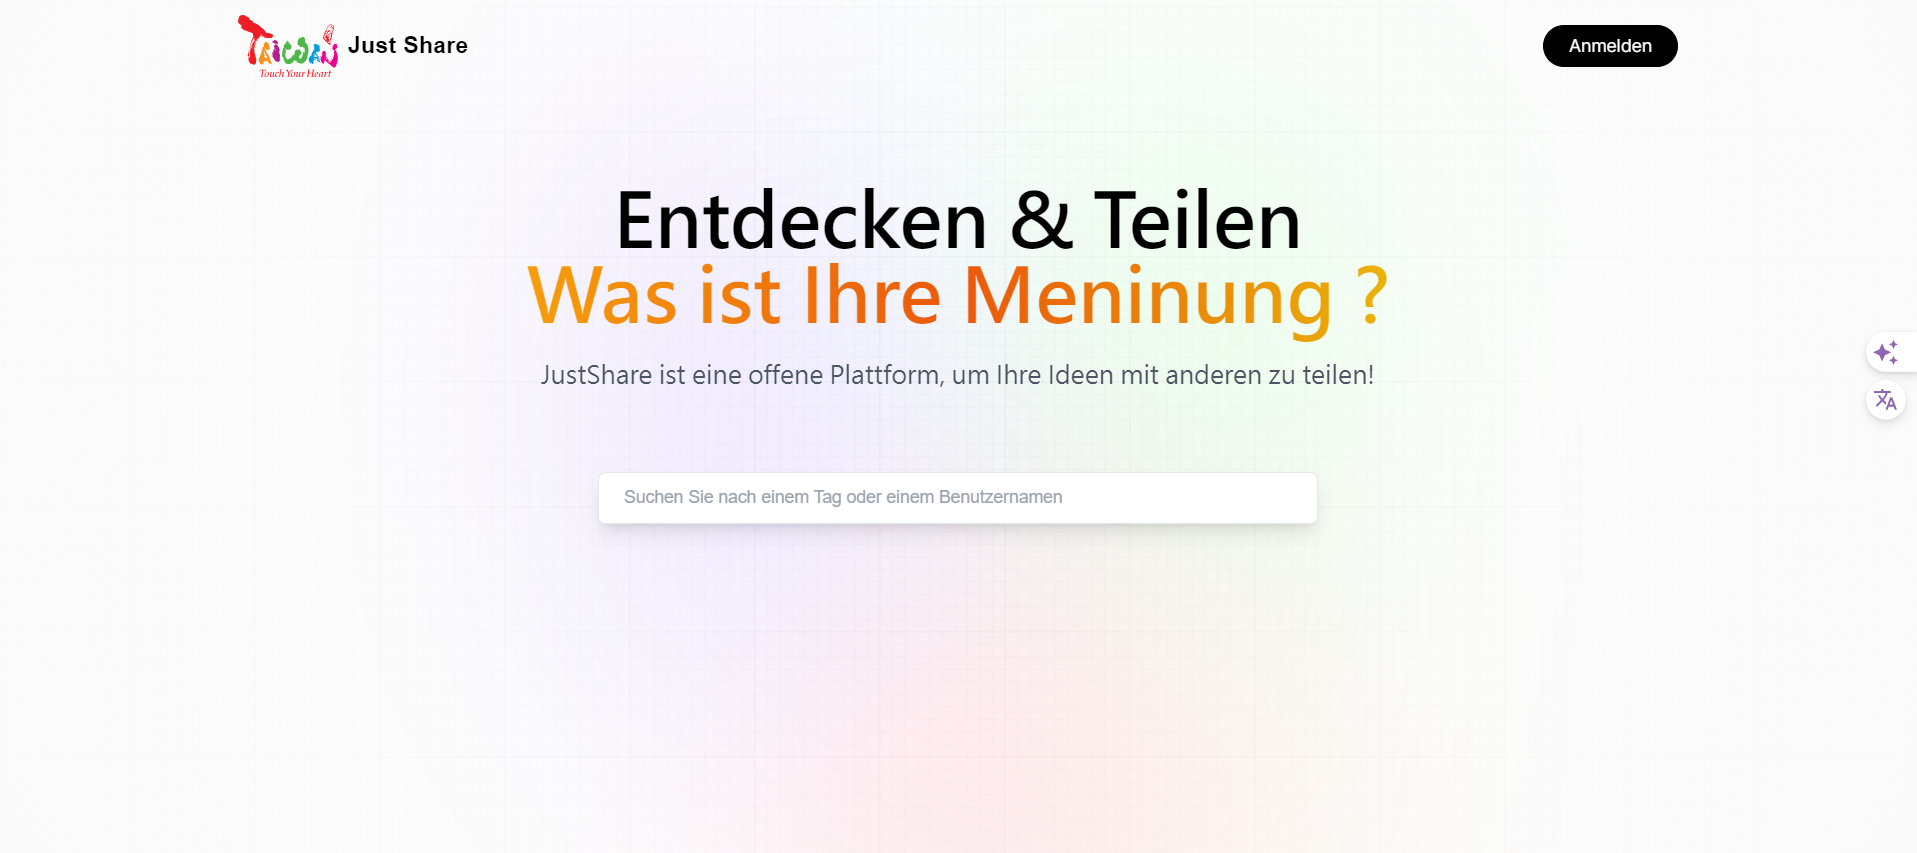 TAIWAN
Touch Your Heart
Just Share
Anmelden
Entdecken & Teilen
Was ist Ihre Meninung ?
JustShare ist eine offene Plattform, um Ihre Ideen mit anderen zu teilen!
Suchen Sie nach einem Tag oder einem Benutzernamen